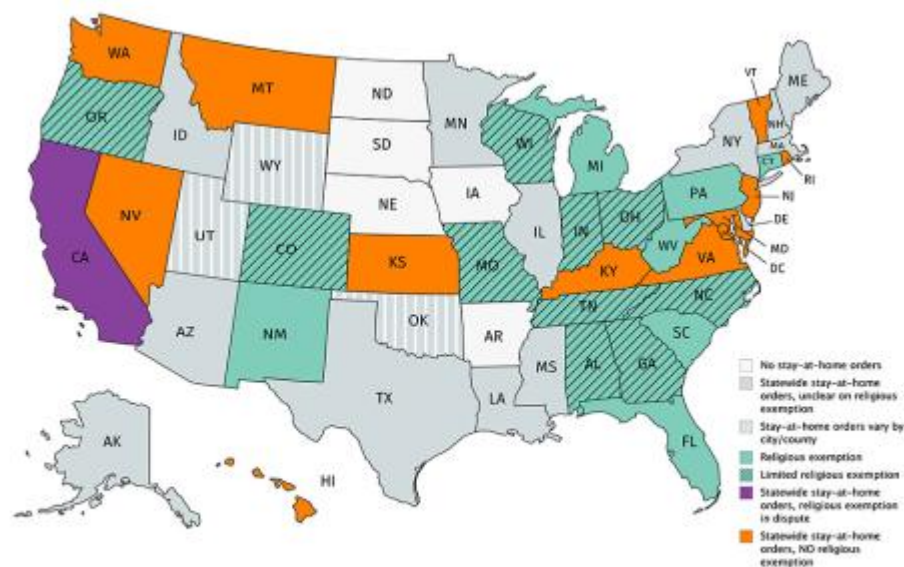 WA
MT
ND
MN
VT
ME
OR
ID
SD
WI
MI
NY
NH
MA
CT
RI
WY
IA
PA
NJ
NE
DE
NV
UT
CO
IL
IN
OH
WV
MD
DC
CA
KS
MO
KY
VA
AZ
NM
OK
AR
TN
NC
SC
MS
AL
GA
TX
LA
FL
AK
HI
No stay-at-home orders
Statewide stay-at-home
orders, unclear on religious
exemption
Stay-at-home orders vary by
city/county
Religious exemption
Limited religious exemption
Statewide stay-at-home
orders, religious exemption
in dispute
Statewide stay-at-home
orders, NO religious
exemption